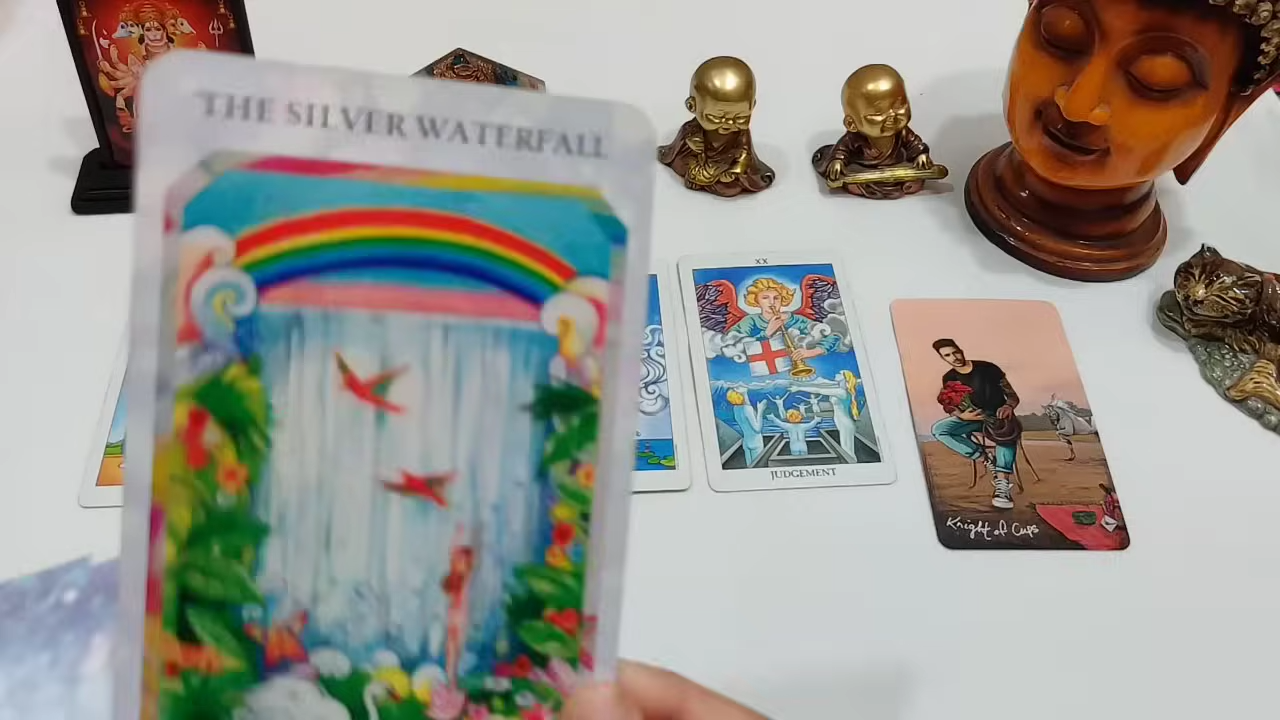 THE SILVER WATERFALL
XX
JUDGEMENT
Knight of Cups